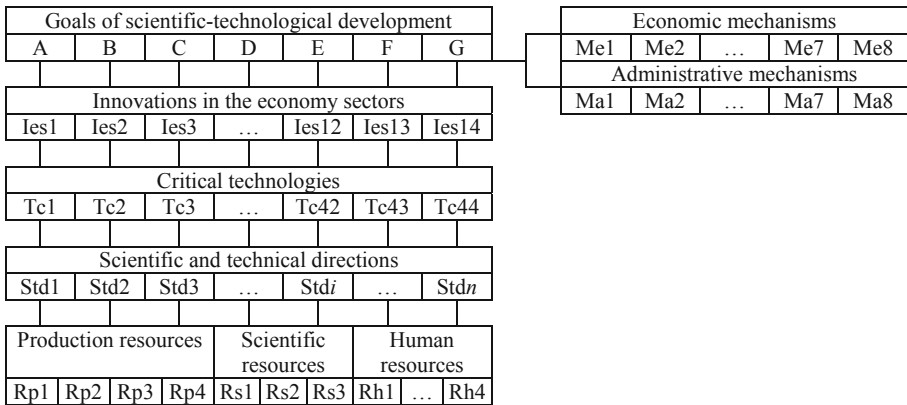 Goals of scientific-technological development
A B C D E F G
Economic mechanisms
Me1 Me2 … Me7 Me8
Administrative mechanisms
Ma1 Ma2 … Ma7 Ma8
Innovations in the economy sectors
Ies1 Ies2 Ies3 … Ies12 Ies13 Ies14
Critical technologies
Tc1 Tc2 Tc3 … Tc42 Tc43 Tc44
Scientific and technical directions
Std1 Std2 Std3 … Stdi … Stdn
Production resources
Scientific
resources
Human
resources
Rp1 Rp2 Rp3 Rp4 Rs1 Rs2 Rs3 Rh1 … Rh4